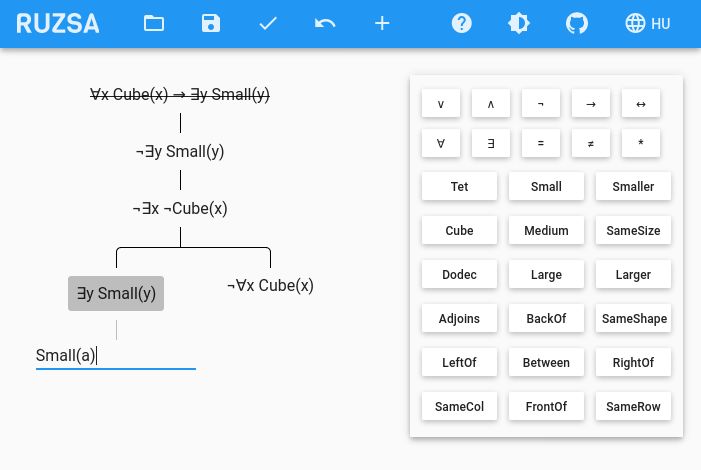 RUZSA HU
∀x Cube(x) → ∃y Small(y)
¬∃y Small(y)
¬∃x ¬Cube(x)
∃y Small(y) ¬∀x Cube(x)
Small(a)
∨ ∧ ¬ → ↔
∀ ∃ = ≠ *
Tet Small Smaller
Cube Medium SameSize
Dodec Large Larger
Adjoins BackOf SameShape
LeftOf Between RightOf
SameCol FrontOf SameRow